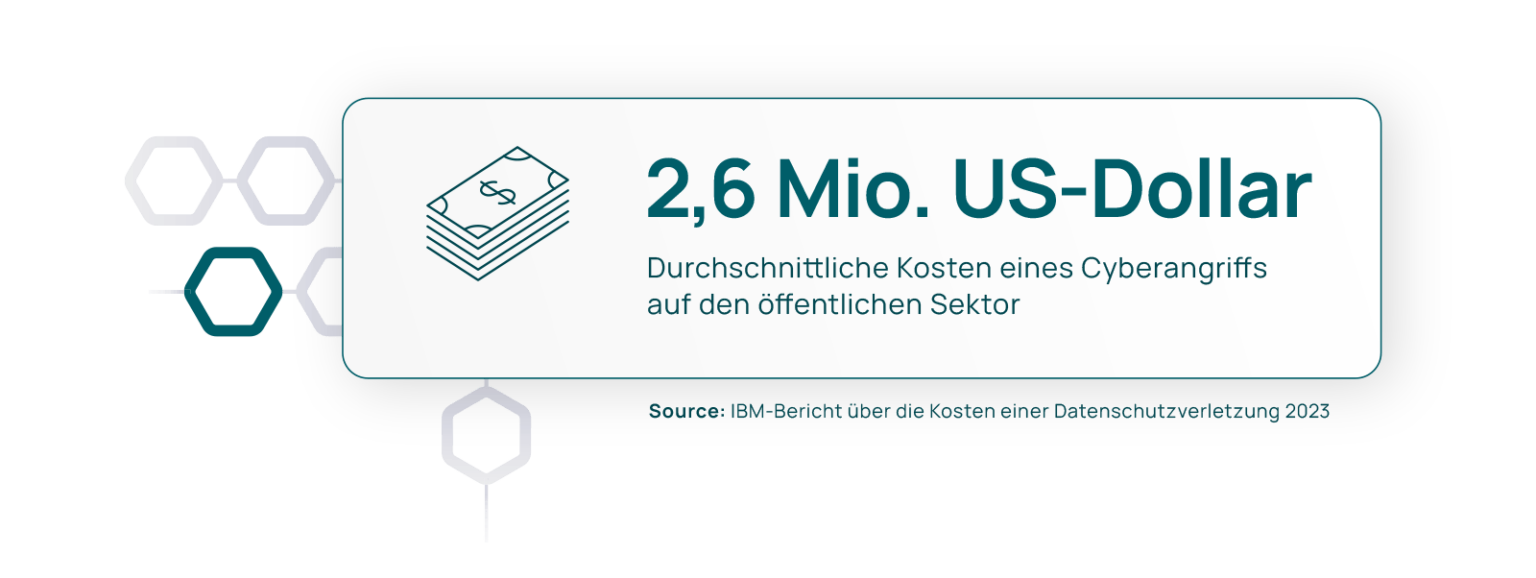 2,6 Mio. US-Dollar
Durchschnittliche Kosten eines Cyberangriffs
auf den öffentlichen Sektor
Source: IBM-Bericht über die Kosten einer Datenschutzverletzung 2023